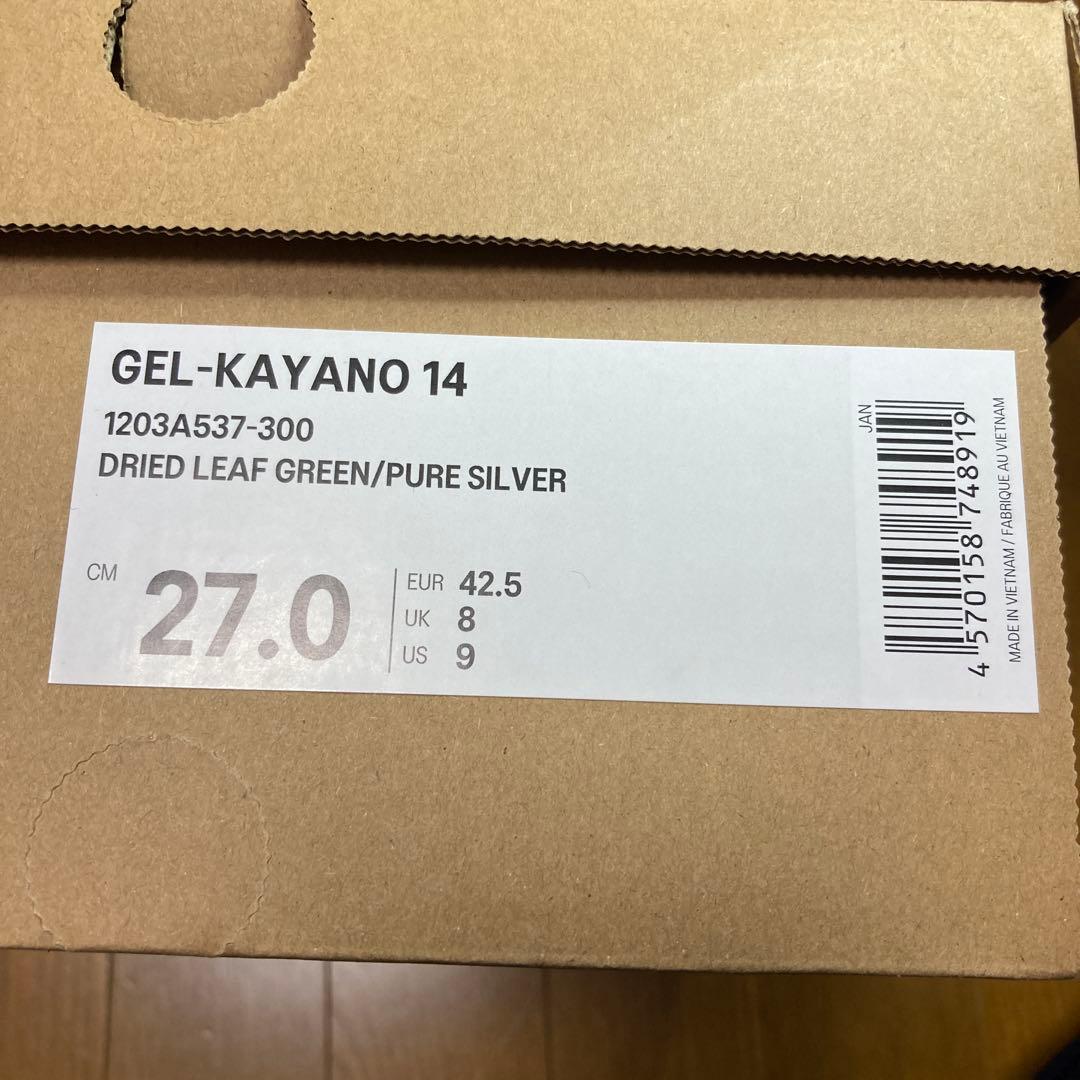 GEL-KAYANO 14
1203A537-300
DRIED LEAF GREEN/PURE SILVER
CM 27.0
EUR 42.5
UK 8
US 9
JAN
4 570158 748919
MADE IN VIETNAM / FABRIQUE AU VIETNAM